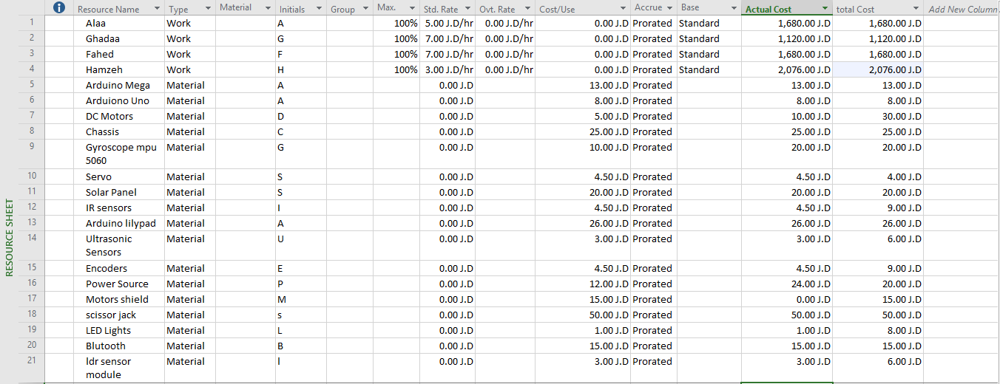 Resource Name Type Material Initials Group Max. Std. Rate Ovt. Rate Cost/Use Accrue Base Actual Cost total Cost Add New Column
1 Alaa Work A 100% 5.00 J.D/hr 0.00 J.D/hr 0.00 J.D Prorated Standard 1,680.00 J.D 1,680.00 J.D
2 Ghadaa Work G 100% 7.00 J.D/hr 0.00 J.D/hr 0.00 J.D Prorated Standard 1,120.00 J.D 1,120.00 J.D
3 Fahed Work F 100% 7.00 J.D/hr 0.00 J.D/hr 0.00 J.D Prorated Standard 1,680.00 J.D 1,680.00 J.D
4 Hamzeh Work H 100% 3.00 J.D/hr 0.00 J.D/hr 0.00 J.D Prorated Standard 2,076.00 J.D 2,076.00 J.D
5 Arduino Mega Material A 0.00 J.D 13.00 J.D Prorated 13.00 J.D 13.00 J.D
6 Arduiono Uno Material A 0.00 J.D 8.00 J.D Prorated 8.00 J.D 8.00 J.D
7 DC Motors Material D 0.00 J.D 5.00 J.D Prorated 10.00 J.D 30.00 J.D
8 Chassis Material C 0.00 J.D 25.00 J.D Prorated 25.00 J.D 25.00 J.D
9 Gyroscope mpu Material G 0.00 J.D 10.00 J.D Prorated 20.00 J.D 20.00 J.D
5060
10 Servo Material S 0.00 J.D 4.50 J.D Prorated 4.50 J.D 4.00 J.D
11 Solar Panel Material S 0.00 J.D 20.00 J.D Prorated 20.00 J.D 20.00 J.D
12 IR sensors Material I 0.00 J.D 4.50 J.D Prorated 4.50 J.D 9.00 J.D
13 Arduino lilypad Material A 0.00 J.D 26.00 J.D Prorated 26.00 J.D 26.00 J.D
14 Ultrasonic Material U 0.00 J.D 3.00 J.D Prorated 3.00 J.D 6.00 J.D
Sensors
15 Encoders Material E 0.00 J.D 4.50 J.D Prorated 4.50 J.D 9.00 J.D
16 Power Source Material P 0.00 J.D 12.00 J.D Prorated 24.00 J.D 20.00 J.D
17 Motors shield Material M 0.00 J.D 15.00 J.D Prorated 0.00 J.D 15.00 J.D
18 scissor jack Material s 0.00 J.D 50.00 J.D Prorated 50.00 J.D 50.00 J.D
19 LED Lights Material L 0.00 J.D 1.00 J.D Prorated 1.00 J.D 8.00 J.D
20 Blutooth Material B 0.00 J.D 15.00 J.D Prorated 15.00 J.D 15.00 J.D
21 ldr sensor Material l 0.00 J.D 3.00 J.D Prorated 3.00 J.D 6.00 J.D
module
RESOURCE SHEET